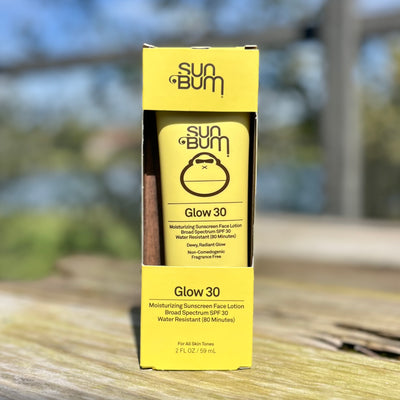 SUN
BUM
SUN
BUM
Glow 30
Moisturizing Sunscreen Face Lotion
Broad Spectrum SPF 30
Water Resistant (80 Minutes)
Dewy, Radiant Glow
Non-Comedogenic
Fragrance Free
Glow 30
Moisturizing Sunscreen Face Lotion
Broad Spectrum SPF 30
Water Resistant (80 Minutes)
For All Skin Tones
2 FL OZ / 59 mL